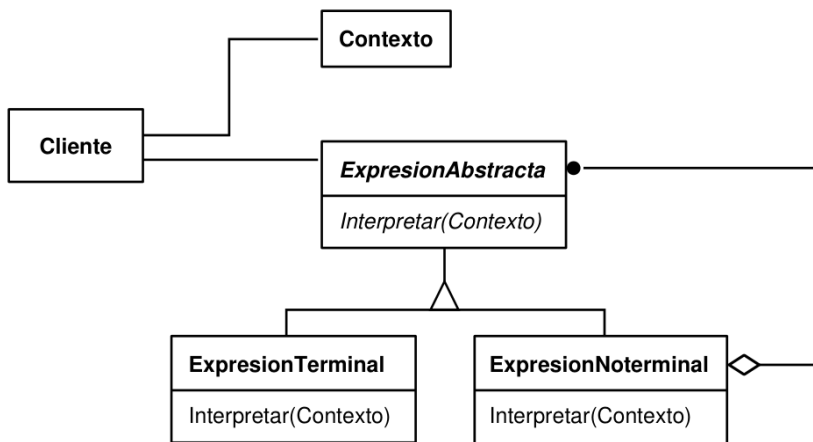 Contexto
Cliente
ExpresionAbstracta
Interpretar(Contexto)
ExpresionTerminal
Interpretar(Contexto)
ExpresionNoterminal
Interpretar(Contexto)